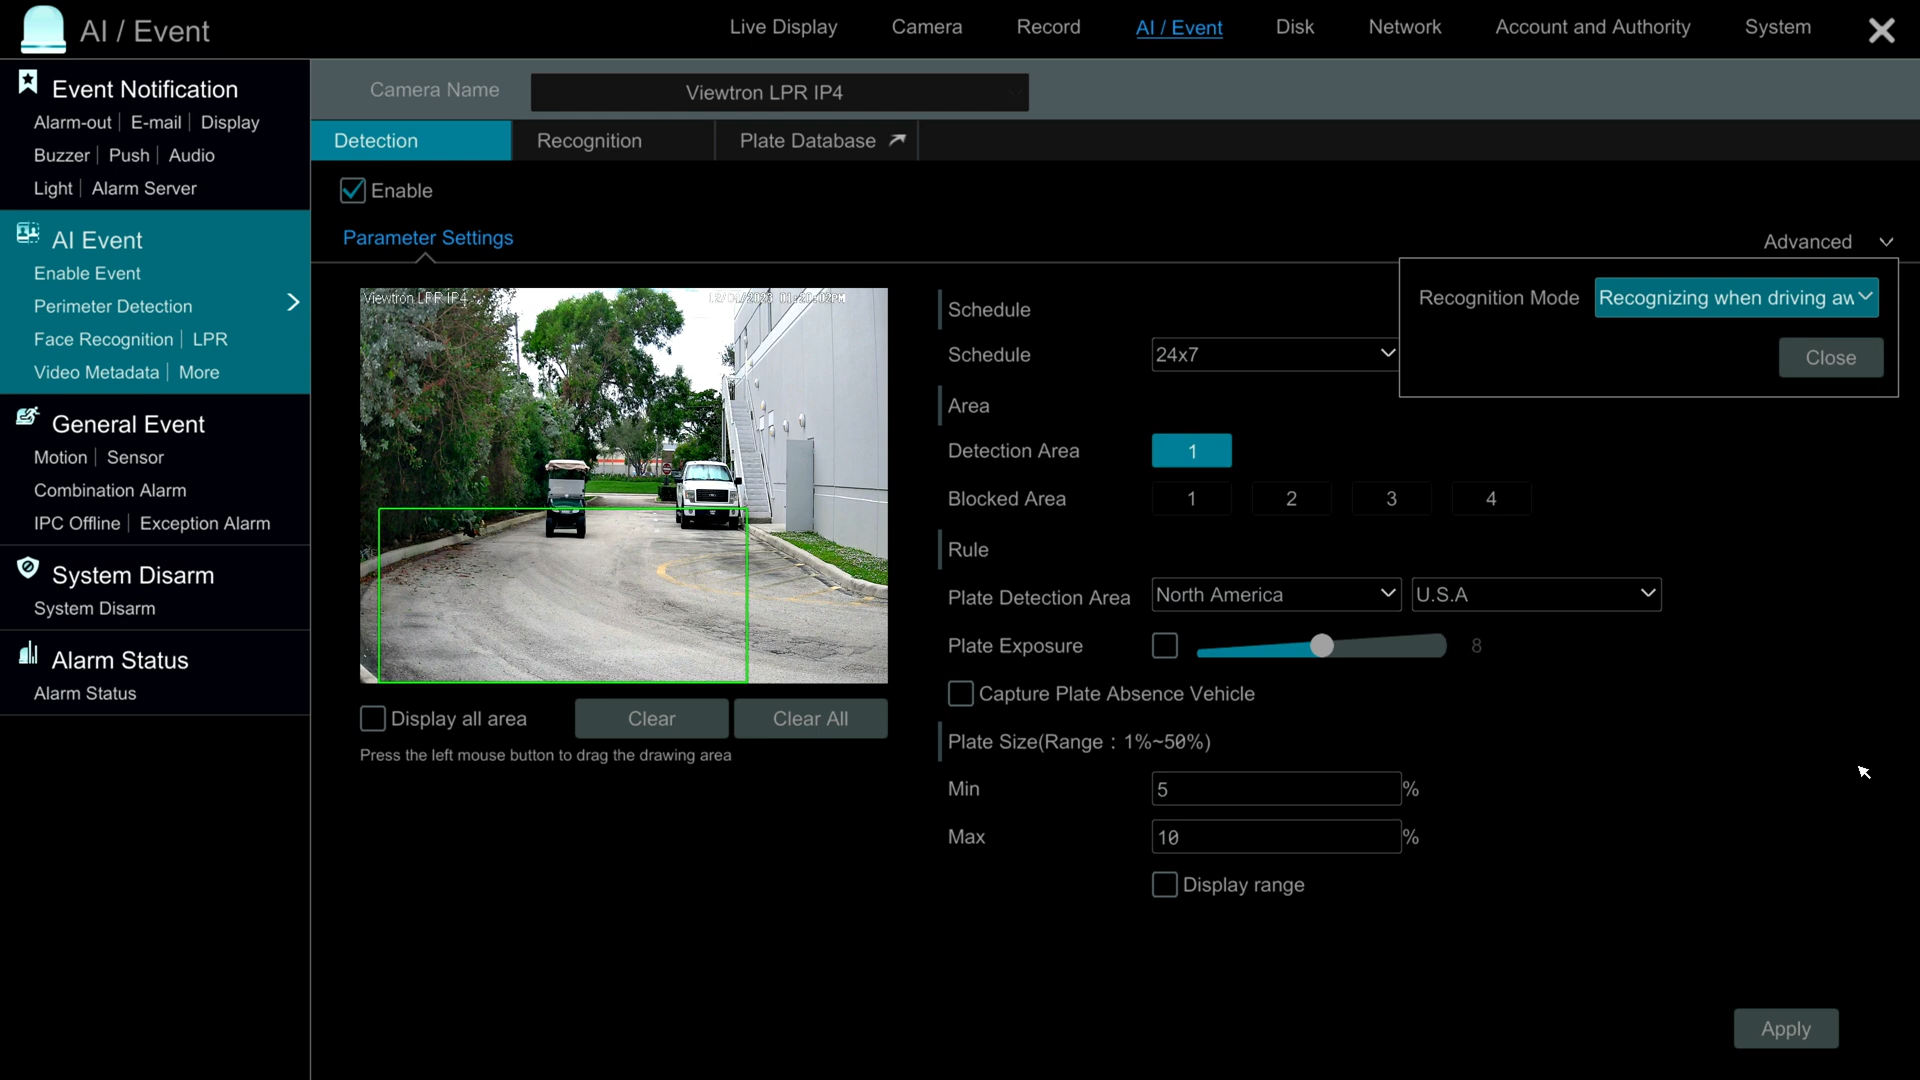 AI / Event
Live Display
Camera
Record
AI / Event
Disk
Network
Account and Authority
System
Event Notification
Alarm-out | E-mail | Display
Buzzer | Push | Audio
Light | Alarm Server
AI Event
Enable Event
Perimeter Detection
Face Recognition | LPR
Video Metadata | More
General Event
Motion | Sensor
Combination Alarm
IPC Offline | Exception Alarm
System Disarm
System Disarm
Alarm Status
Alarm Status
Camera Name
Viewtron LPR IP4
Detection
Recognition
Plate Database
Enable
Parameter Settings
Advanced
Recognition Mode
Recognizing when driving aw
Close
Viewtron LPR IP4
Display all area
Clear
Clear All
Press the left mouse button to drag the drawing area
Schedule
Schedule 24x7
Area
Detection Area 1
Blocked Area 1 2 3 4
Rule
Plate Detection Area North America U.S.A
Plate Exposure 8
Capture Plate Absence Vehicle
Plate Size(Range : 1%~50%)
Min 5 %
Max 10 %
Display range
Apply